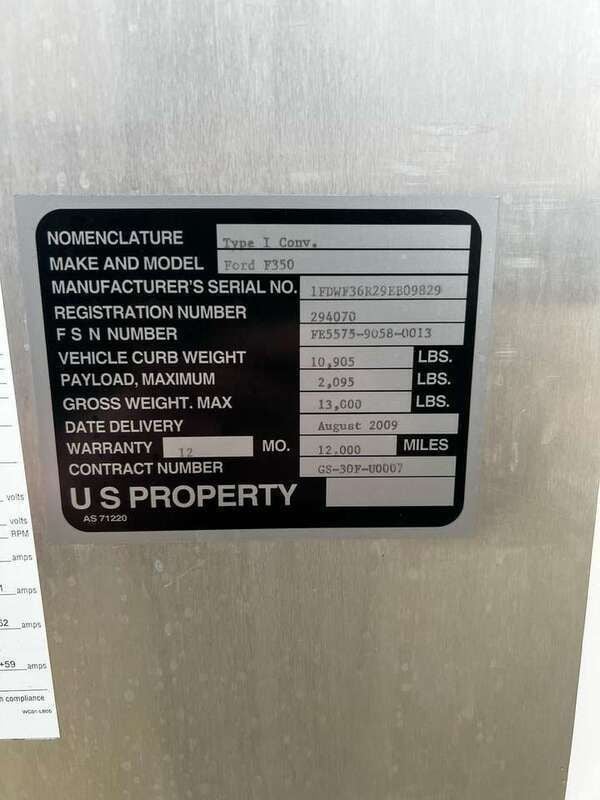 NOMENCLATURE Type I Conv.
MAKE AND MODEL Ford F350
MANUFACTURER'S SERIAL NO. 1FDWF36R29EB09829
REGISTRATION NUMBER 294070
F S N NUMBER FE5575-9058-0013
VEHICLE CURB WEIGHT 10,905 LBS.
PAYLOAD, MAXIMUM 2,095 LBS.
GROSS WEIGHT. MAX 13,000 LBS.
DATE DELIVERY August 2009
WARRANTY 12 MO. 12.000 MILES
CONTRACT NUMBER GS-30F-U0007
U S PROPERTY
AS 71220
volts
volts
RPM
amps
amps
62 amps
+59 amps
compliance